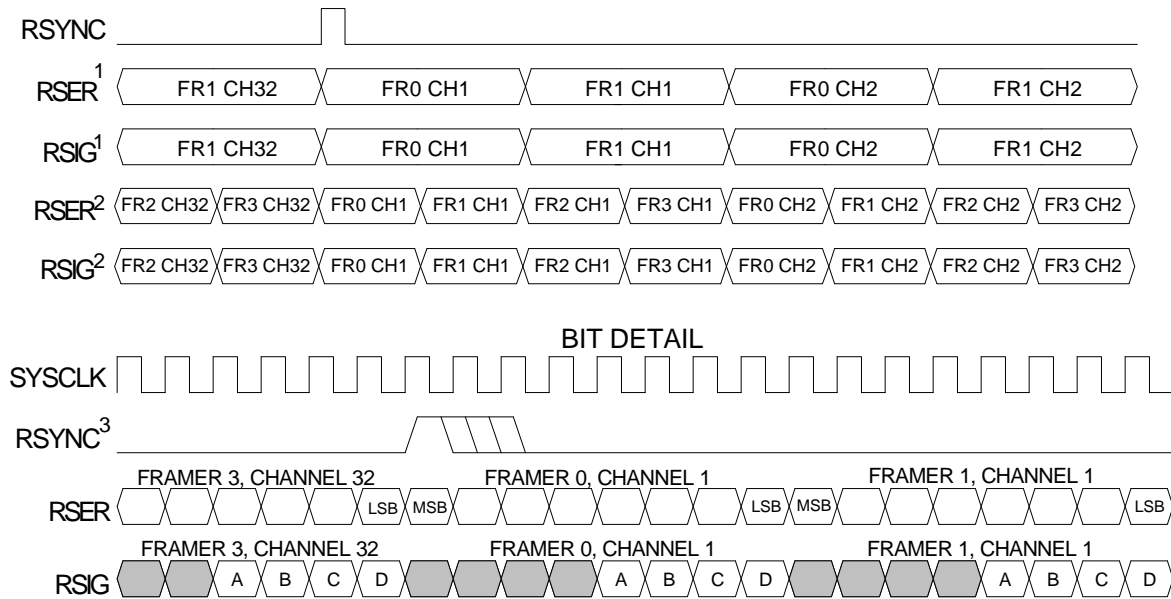 RSYNC
RSER¹ FR1 CH32 FR0 CH1 FR1 CH1 FR0 CH2 FR1 CH2
RSIG¹ FR1 CH32 FR0 CH1 FR1 CH1 FR0 CH2 FR1 CH2
RSER² FR2 CH32 FR3 CH32 FR0 CH1 FR1 CH1 FR2 CH1 FR3 CH1 FR0 CH2 FR1 CH2 FR2 CH2 FR3 CH2
RSIG² FR2 CH32 FR3 CH32 FR0 CH1 FR1 CH1 FR2 CH1 FR3 CH1 FR0 CH2 FR1 CH2 FR2 CH2 FR3 CH2
BIT DETAIL
SYSCLK
RSYNC³
FRAMER 3, CHANNEL 32 FRAMER 0, CHANNEL 1 FRAMER 1, CHANNEL 1
RSER LSB MSB LSB MSB LSB
FRAMER 3, CHANNEL 32 FRAMER 0, CHANNEL 1 FRAMER 1, CHANNEL 1
RSIG A B C D A B C D A B C D